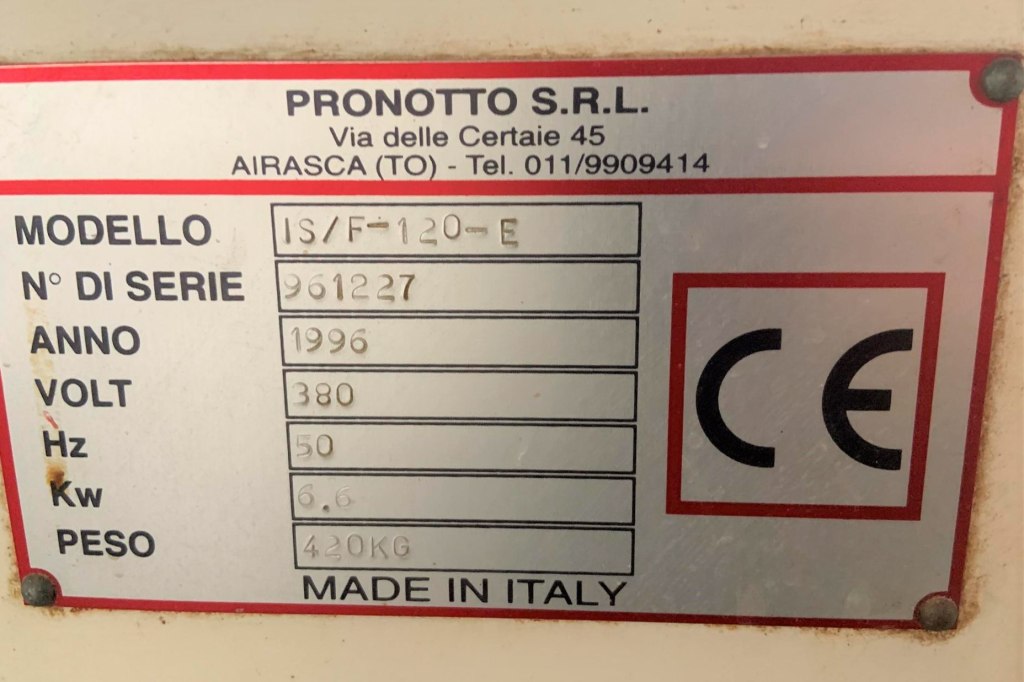 PRONOTTO S.R.L.
Via delle Certaie 45
AIRASCA (TO) - Tel. 011/9909414
MODELLO IS/F-120-E
N° DI SERIE 961227
ANNO 1996
VOLT 380
Hz 50
Kw 6.6
PESO 420KG
CE
MADE IN ITALY